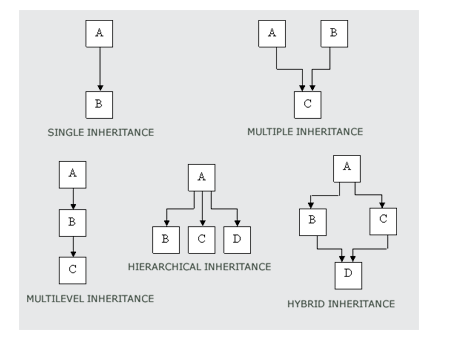 A
B
SINGLE INHERITANCE
A B
C
MULTIPLE INHERITANCE
A
B
C
MULTILEVEL INHERITANCE
A
B C D
HIERARCHICAL INHERITANCE
A
B C
D
HYBRID INHERITANCE